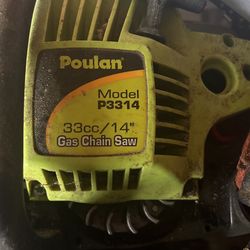 Poulan®
Model
P3314
33cc/14"
Gas Chain Saw